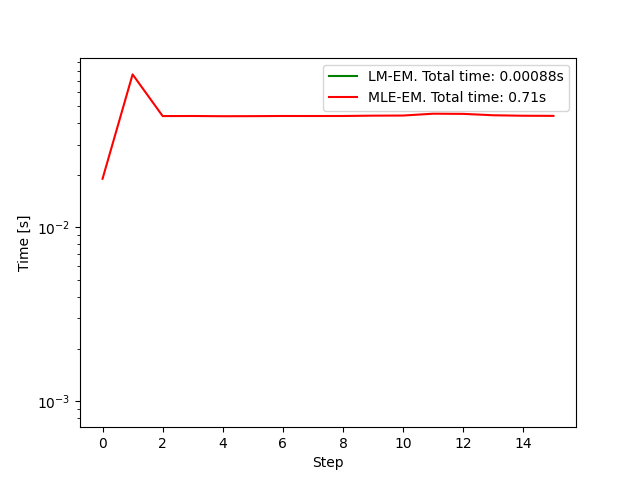 LM-EM. Total time: 0.00088s
MLE-EM. Total time: 0.71s
Time [s]
10⁻²
10⁻³
0 2 4 6 8 10 12 14
Step